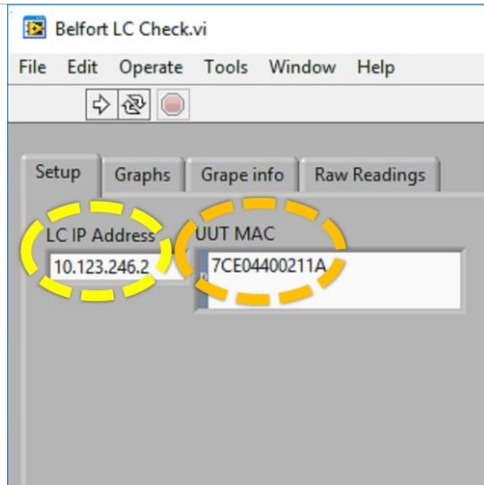 Belfort LC Check.vi
File Edit Operate Tools Window Help
Setup Graphs Grape info Raw Readings
LC IP Address UUT MAC
10.123.246.2 7CE04400211A